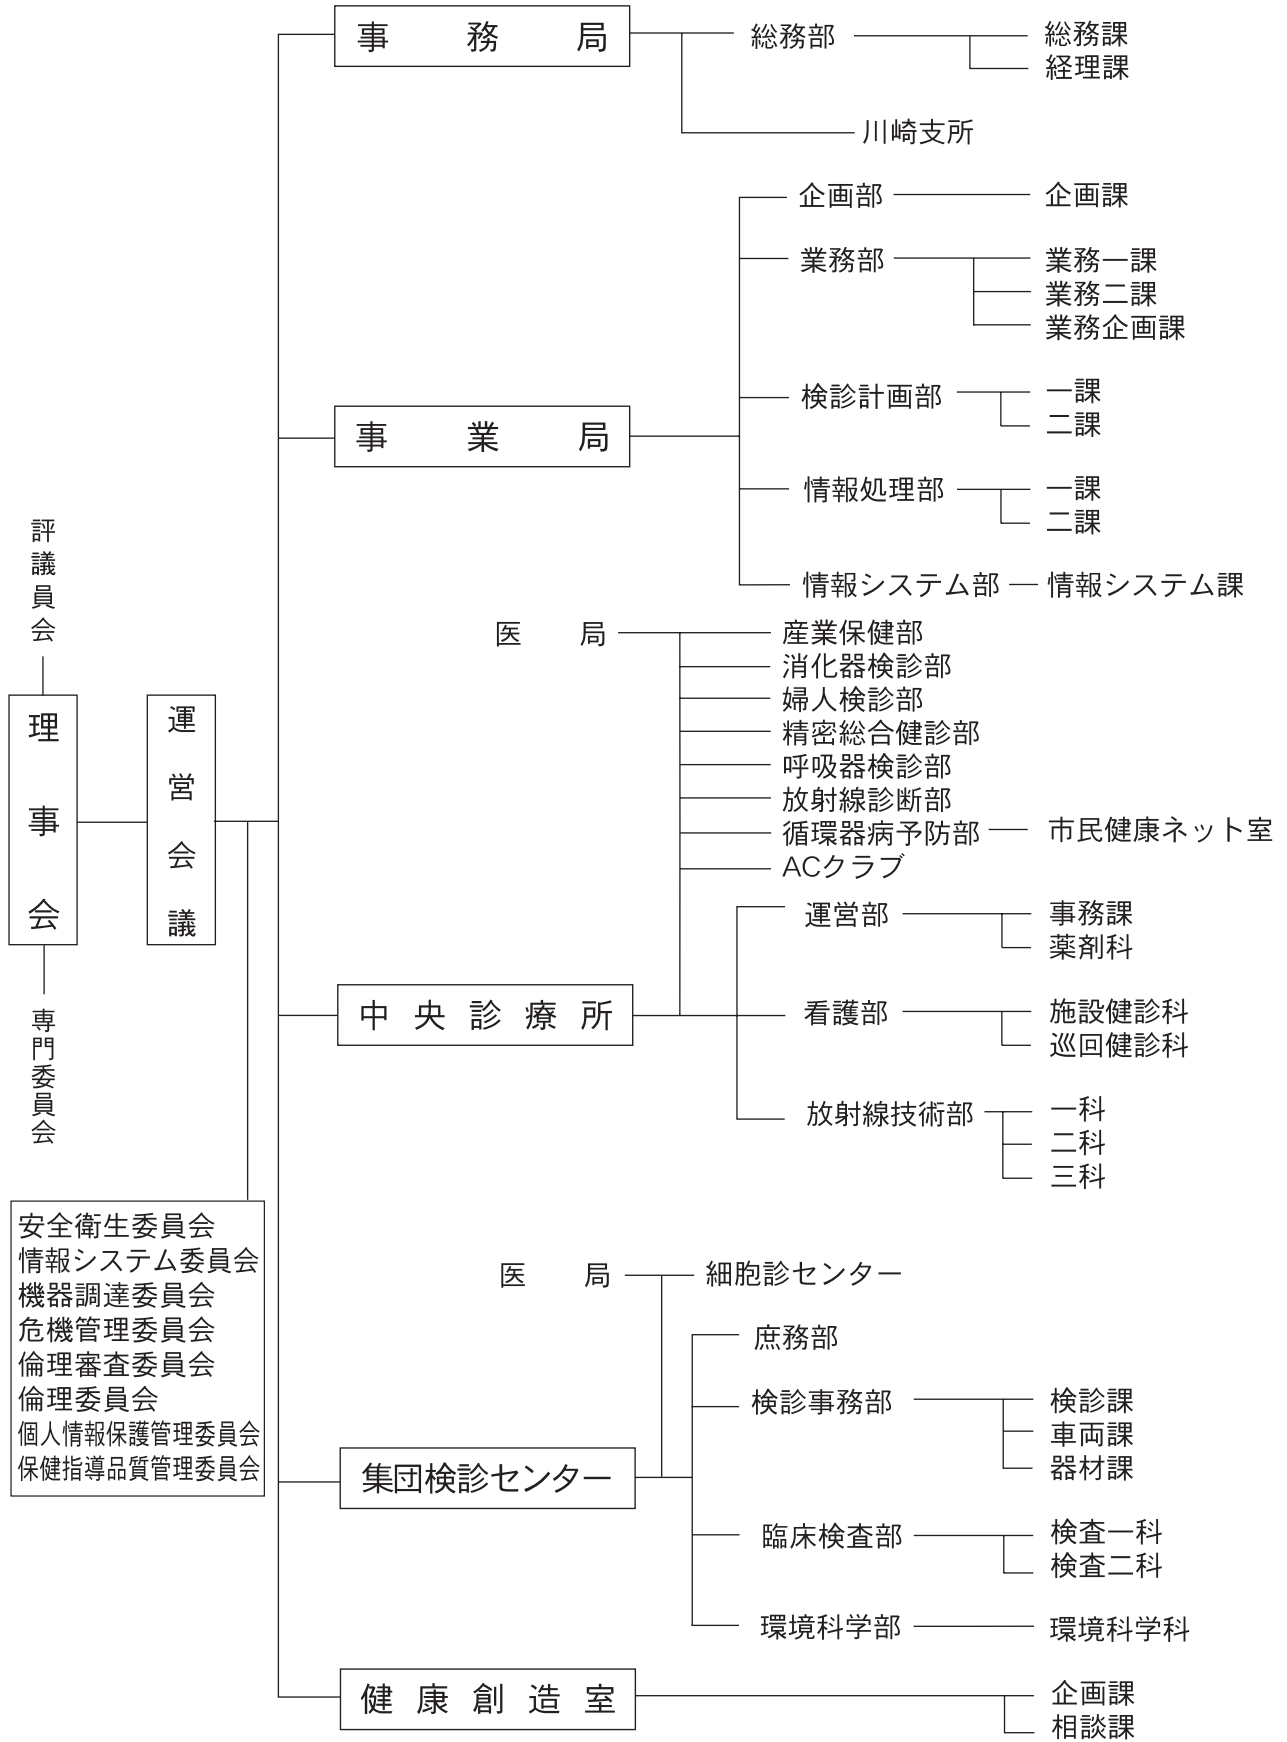 事務局
総務部
総務課
経理課
川崎支所
事業局
企画部
企画課
業務部
業務一課
業務二課
業務企画課
検診計画部
一課
二課
情報処理部
一課
二課
情報システム部
情報システム課
評議員会
理事会
専門委員会
運営会議
安全衛生委員会
情報システム委員会
機器調達委員会
危機管理委員会
倫理審査委員会
倫理委員会
個人情報保護管理委員会
保健指導品質管理委員会
医局
産業保健部
消化器検診部
婦人検診部
精密総合健診部
呼吸器検診部
放射線診断部
循環器病予防部
市民健康ネット室
ACクラブ
中央診療所
運営部
事務課
薬剤科
看護部
施設健診科
巡回健診科
放射線技術部
一科
二科
三科
医局
細胞診センター
集団検診センター
庶務部
検診事務部
検診課
車両課
器材課
臨床検査部
検査一科
検査二科
環境科学部
環境科学科
健康創造室
企画課
相談課